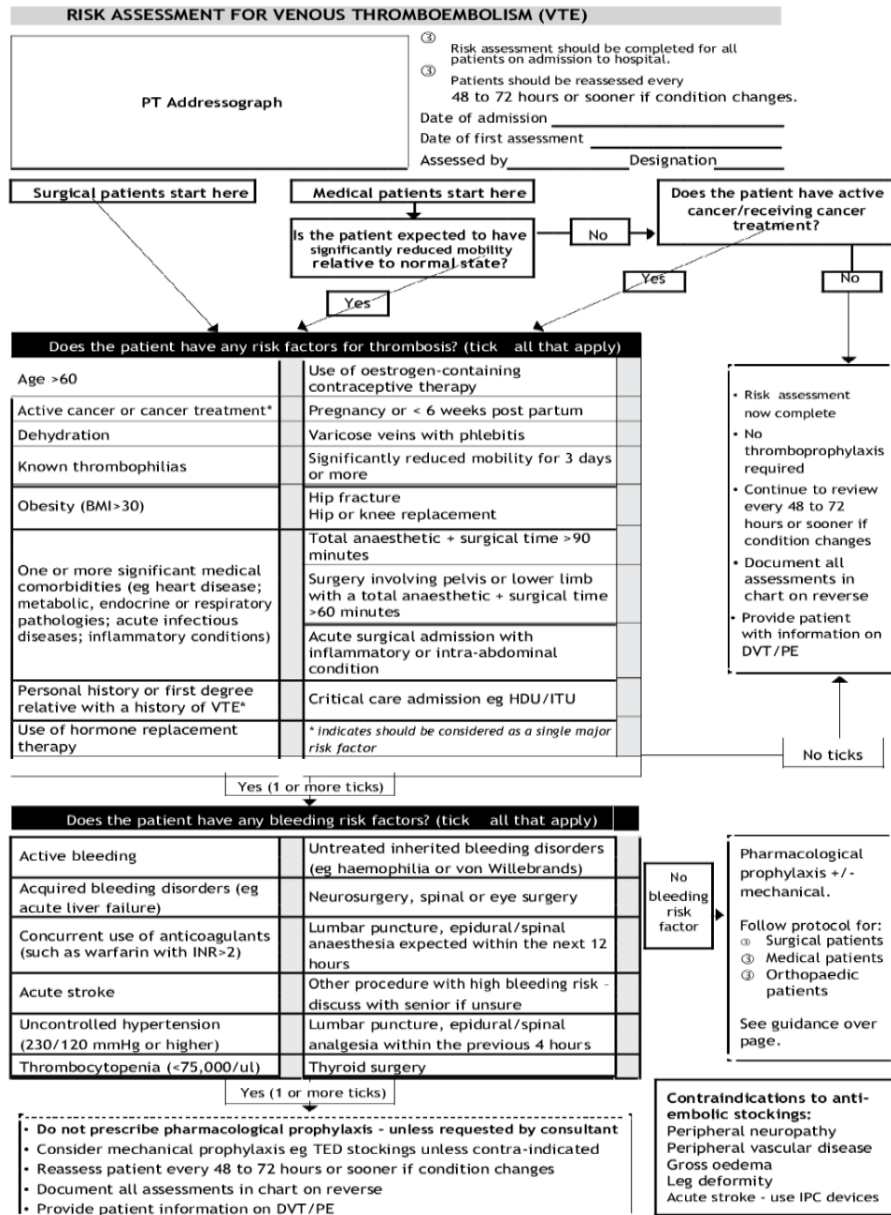 RISK ASSESSMENT FOR VENOUS THROMBOEMBOLISM (VTE)
PT Addressograph
③ Risk assessment should be completed for all
patients on admission to hospital.
③ Patients should be reassessed every
48 to 72 hours or sooner if condition changes.
Date of admission
Date of first assessment
Assessed by Designation
Surgical patients start here
Medical patients start here
Does the patient have active
cancer/receiving cancer
treatment?
Is the patient expected to have
significantly reduced mobility
relative to normal state?
No
Yes
Yes
No
Does the patient have any risk factors for thrombosis? (tick all that apply)
Age >60
Use of oestrogen-containing
contraceptive therapy
Active cancer or cancer treatment*
Pregnancy or < 6 weeks post partum
Dehydration
Varicose veins with phlebitis
Known thrombophilias
Significantly reduced mobility for 3 days
or more
Obesity (BMI>30)
Hip fracture
Hip or knee replacement
One or more significant medical
comorbidities (eg heart disease;
metabolic, endocrine or respiratory
pathologies; acute infectious
diseases; inflammatory conditions)
Total anaesthetic + surgical time >90
minutes
Surgery involving pelvis or lower limb
with a total anaesthetic + surgical time
>60 minutes
Acute surgical admission with
inflammatory or intra-abdominal
condition
Personal history or first degree
relative with a history of VTE*
Critical care admission eg HDU/ITU
Use of hormone replacement
therapy
* indicates should be considered as a single major
risk factor
• Risk assessment
now complete
• No
thromboprophylaxis
required
• Continue to review
every 48 to 72
hours or sooner if
condition changes
• Document all
assessments in
chart on reverse
• Provide patient
with information on
DVT/PE
No ticks
Yes (1 or more ticks)
Does the patient have any bleeding risk factors? (tick all that apply)
Active bleeding
Untreated inherited bleeding disorders
(eg haemophilia or von Willebrands)
Acquired bleeding disorders (eg
acute liver failure)
Neurosurgery, spinal or eye surgery
Concurrent use of anticoagulants
(such as warfarin with INR>2)
Lumbar puncture, epidural/spinal
anaesthesia expected within the next 12
hours
Acute stroke
Other procedure with high bleeding risk –
discuss with senior if unsure
Uncontrolled hypertension
(230/120 mmHg or higher)
Lumbar puncture, epidural/spinal
analgesia within the previous 4 hours
Thrombocytopenia (<75,000/ul)
Thyroid surgery
No
bleeding
risk
factor
Pharmacological
prophylaxis +/-
mechanical.
Follow protocol for:
③ Surgical patients
③ Medical patients
③ Orthopaedic
patients
See guidance over
page.
Yes (1 or more ticks)
• Do not prescribe pharmacological prophylaxis – unless requested by consultant
• Consider mechanical prophylaxis eg TED stockings unless contra-indicated
• Reassess patient every 48 to 72 hours or sooner if condition changes
• Document all assessments in chart on reverse
• Provide patient information on DVT/PE
Contraindications to anti-
embolic stockings:
Peripheral neuropathy
Peripheral vascular disease
Gross oedema
Leg deformity
Acute stroke – use IPC devices